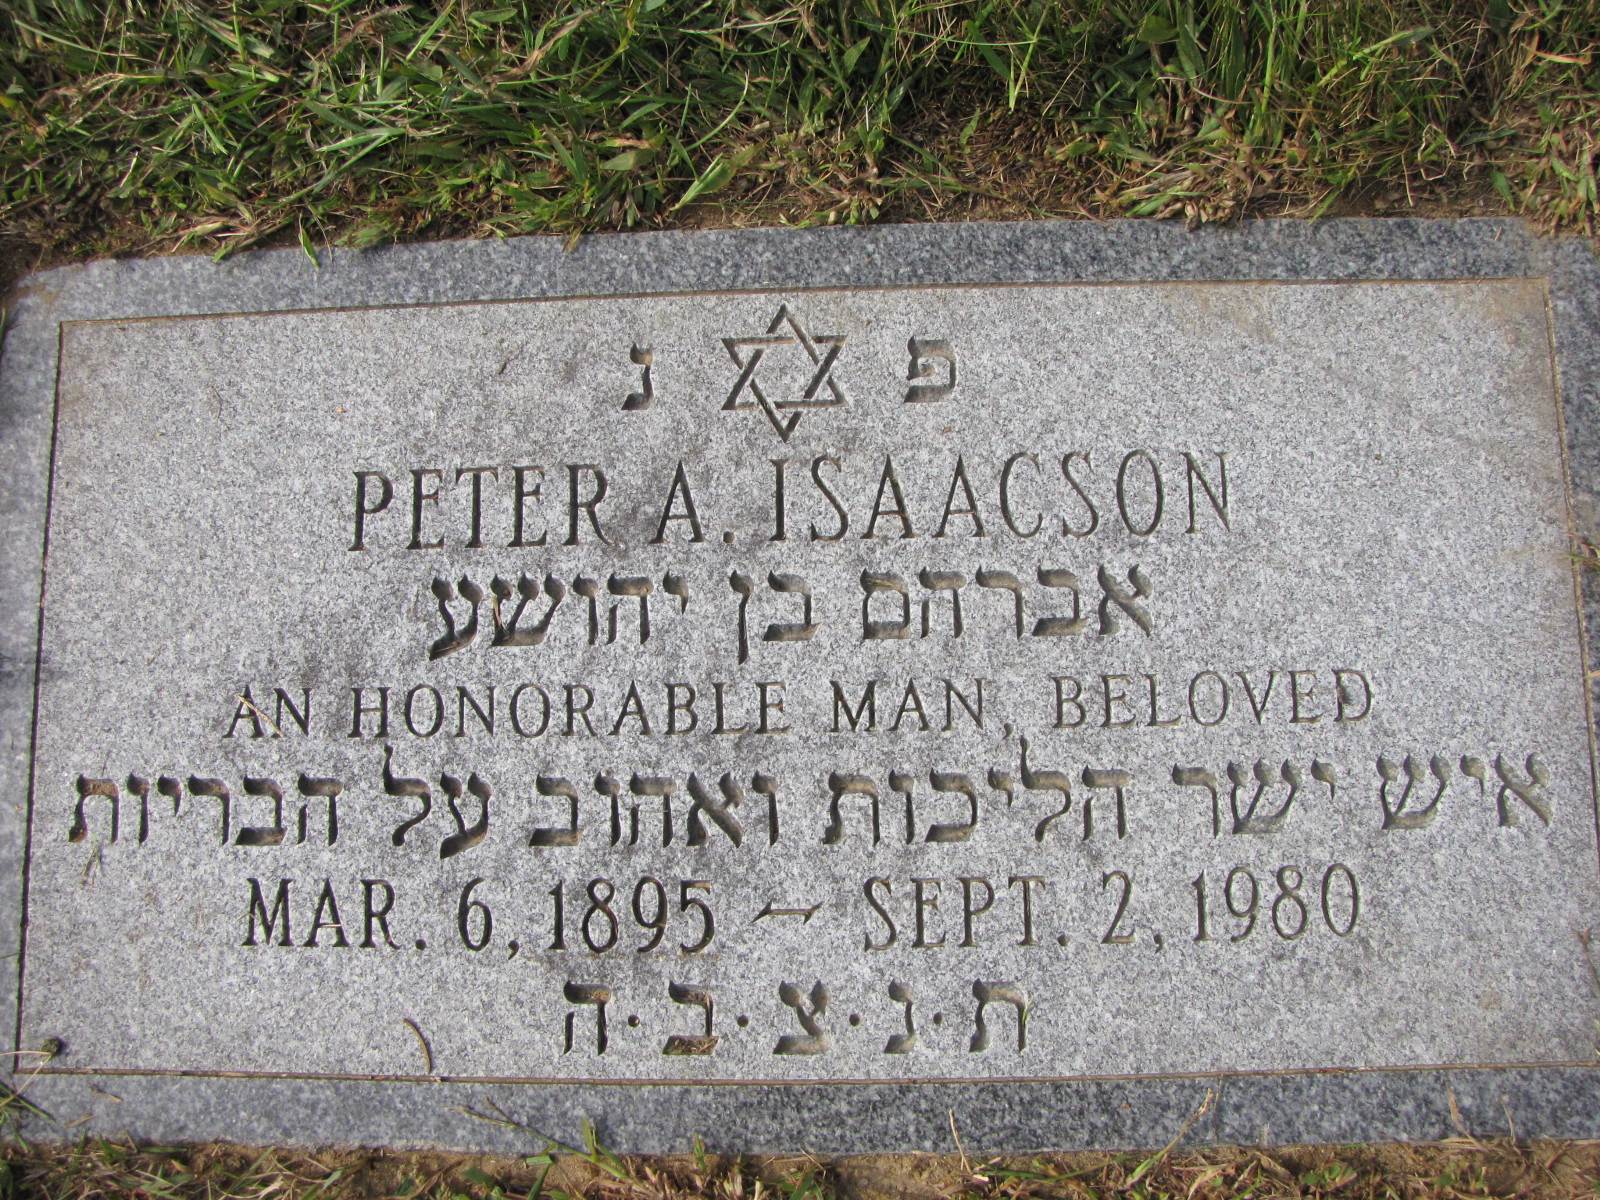 פ נ
PETER A. ISAACSON
אברהם בן יהושע
AN HONORABLE MAN, BELOVED
איש ישר הליכות ואהוב על הבריות
MAR. 6, 1895 - SEPT. 2, 1980
ת·נ·צ·ב·ה